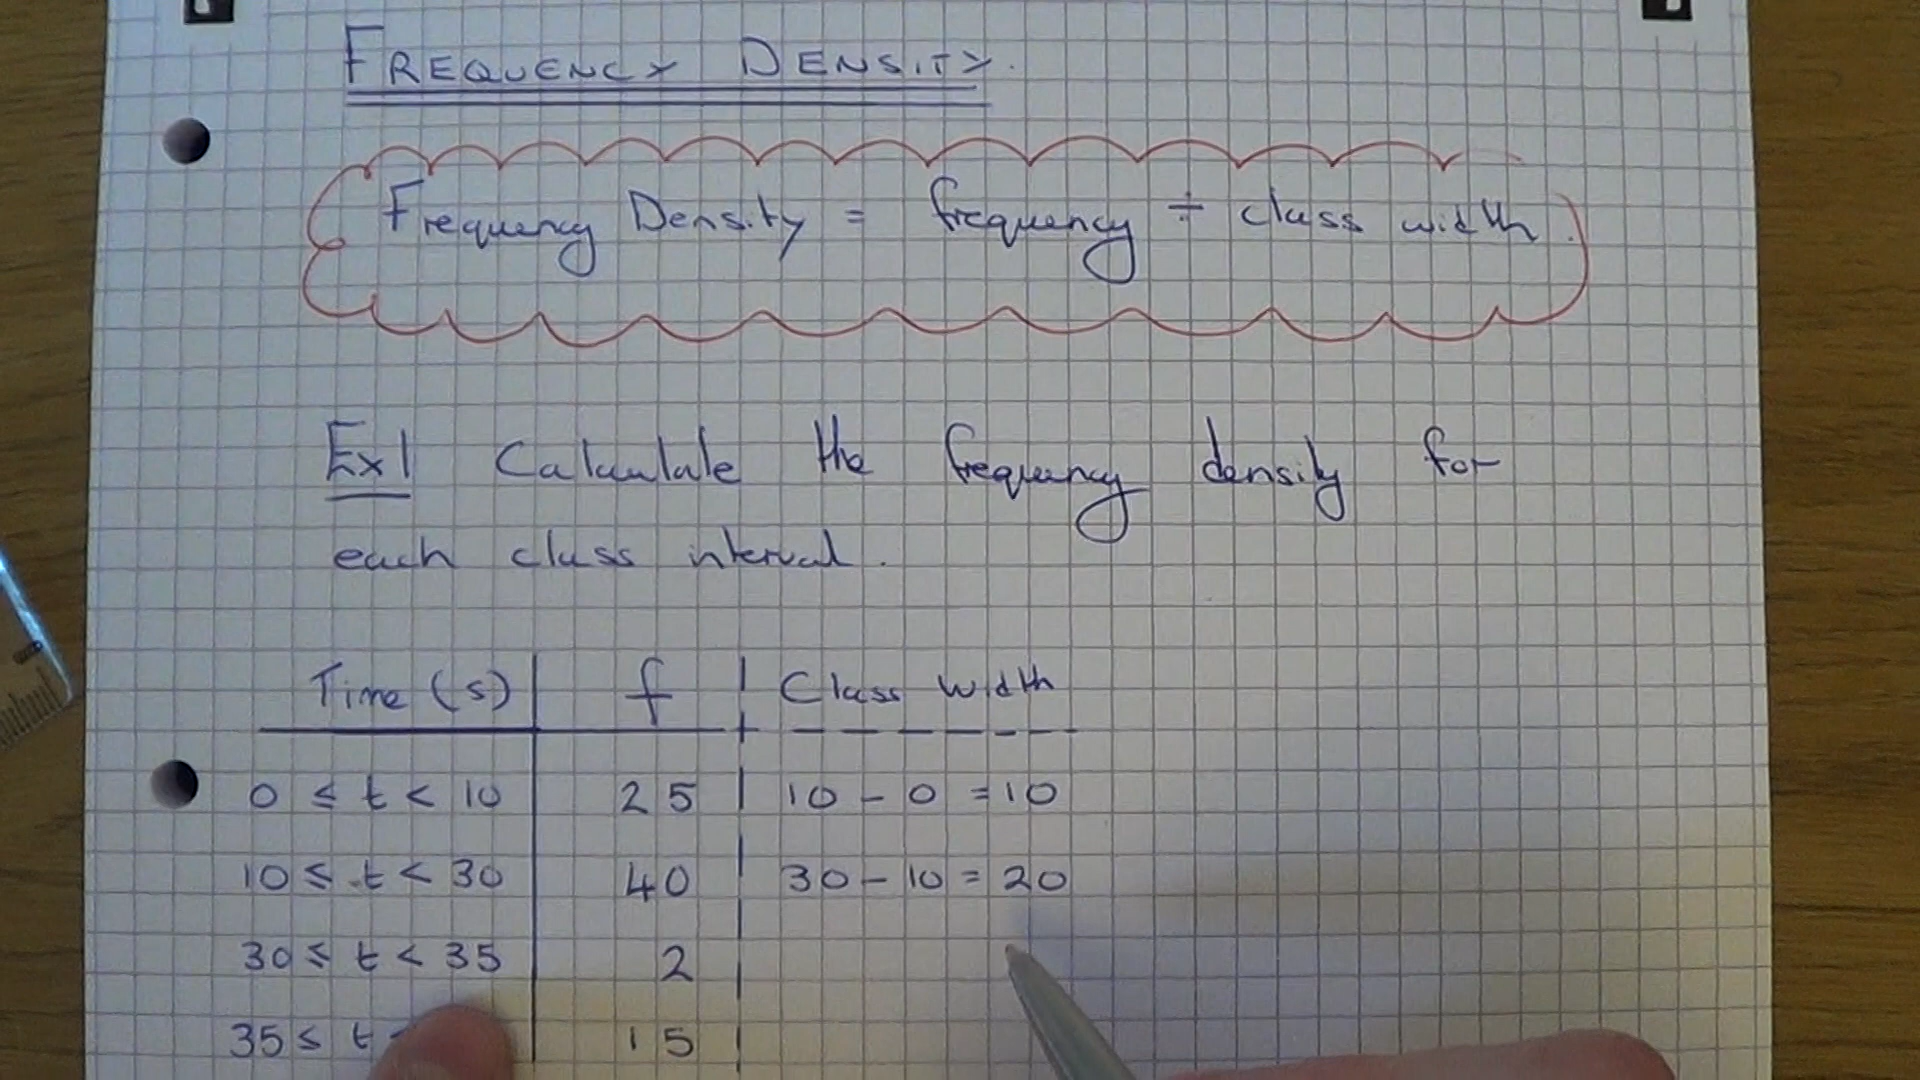 FREQUENCY DENSITY.
Frequency Density = frequency ÷ class width.
Ex1 Calculate the frequency density for
each class interval.
Time (s) f Class width
0 ≤ t < 10 25 10 - 0 = 10
10 ≤ t < 30 40 30 - 10 = 20
30 ≤ t < 35 2
35 ≤ t < 15